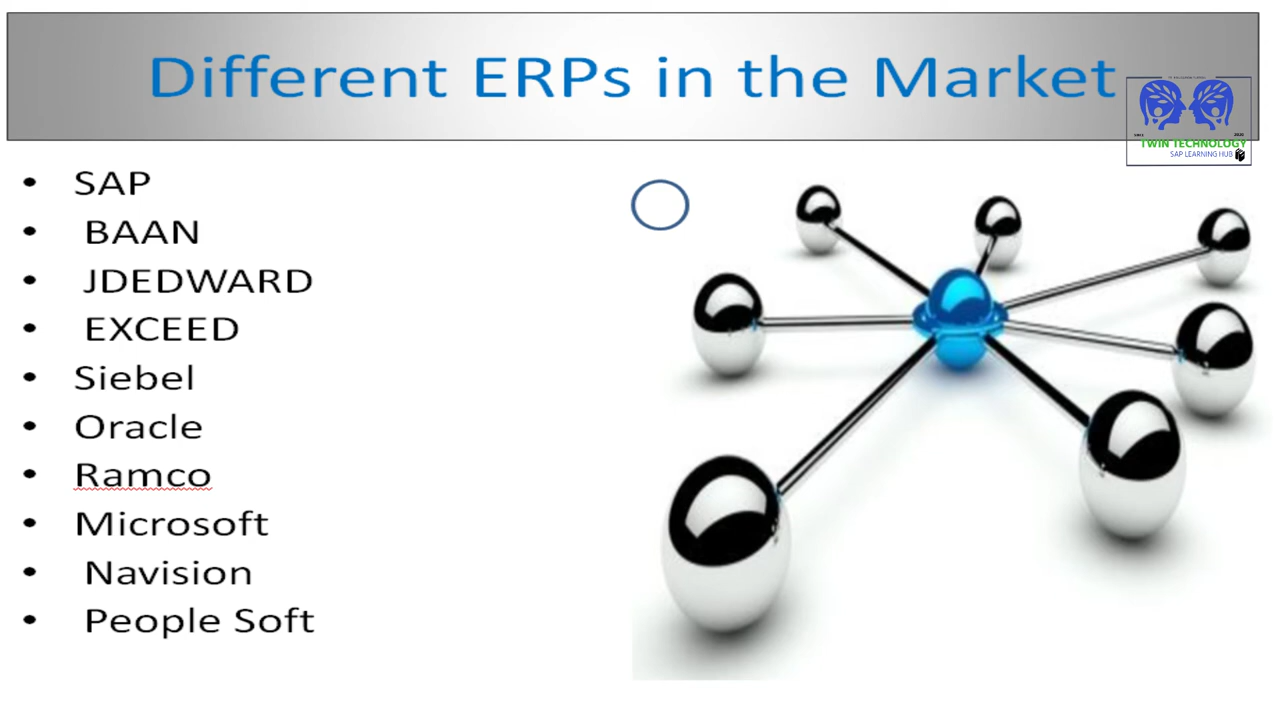 Different ERPs in the Market
TWIN TECHNOLOGY
SAP LEARNING HUB
• SAP
• BAAN
• JDEDWARD
• EXCEED
• Siebel
• Oracle
• Ramco
• Microsoft
• Navision
• People Soft